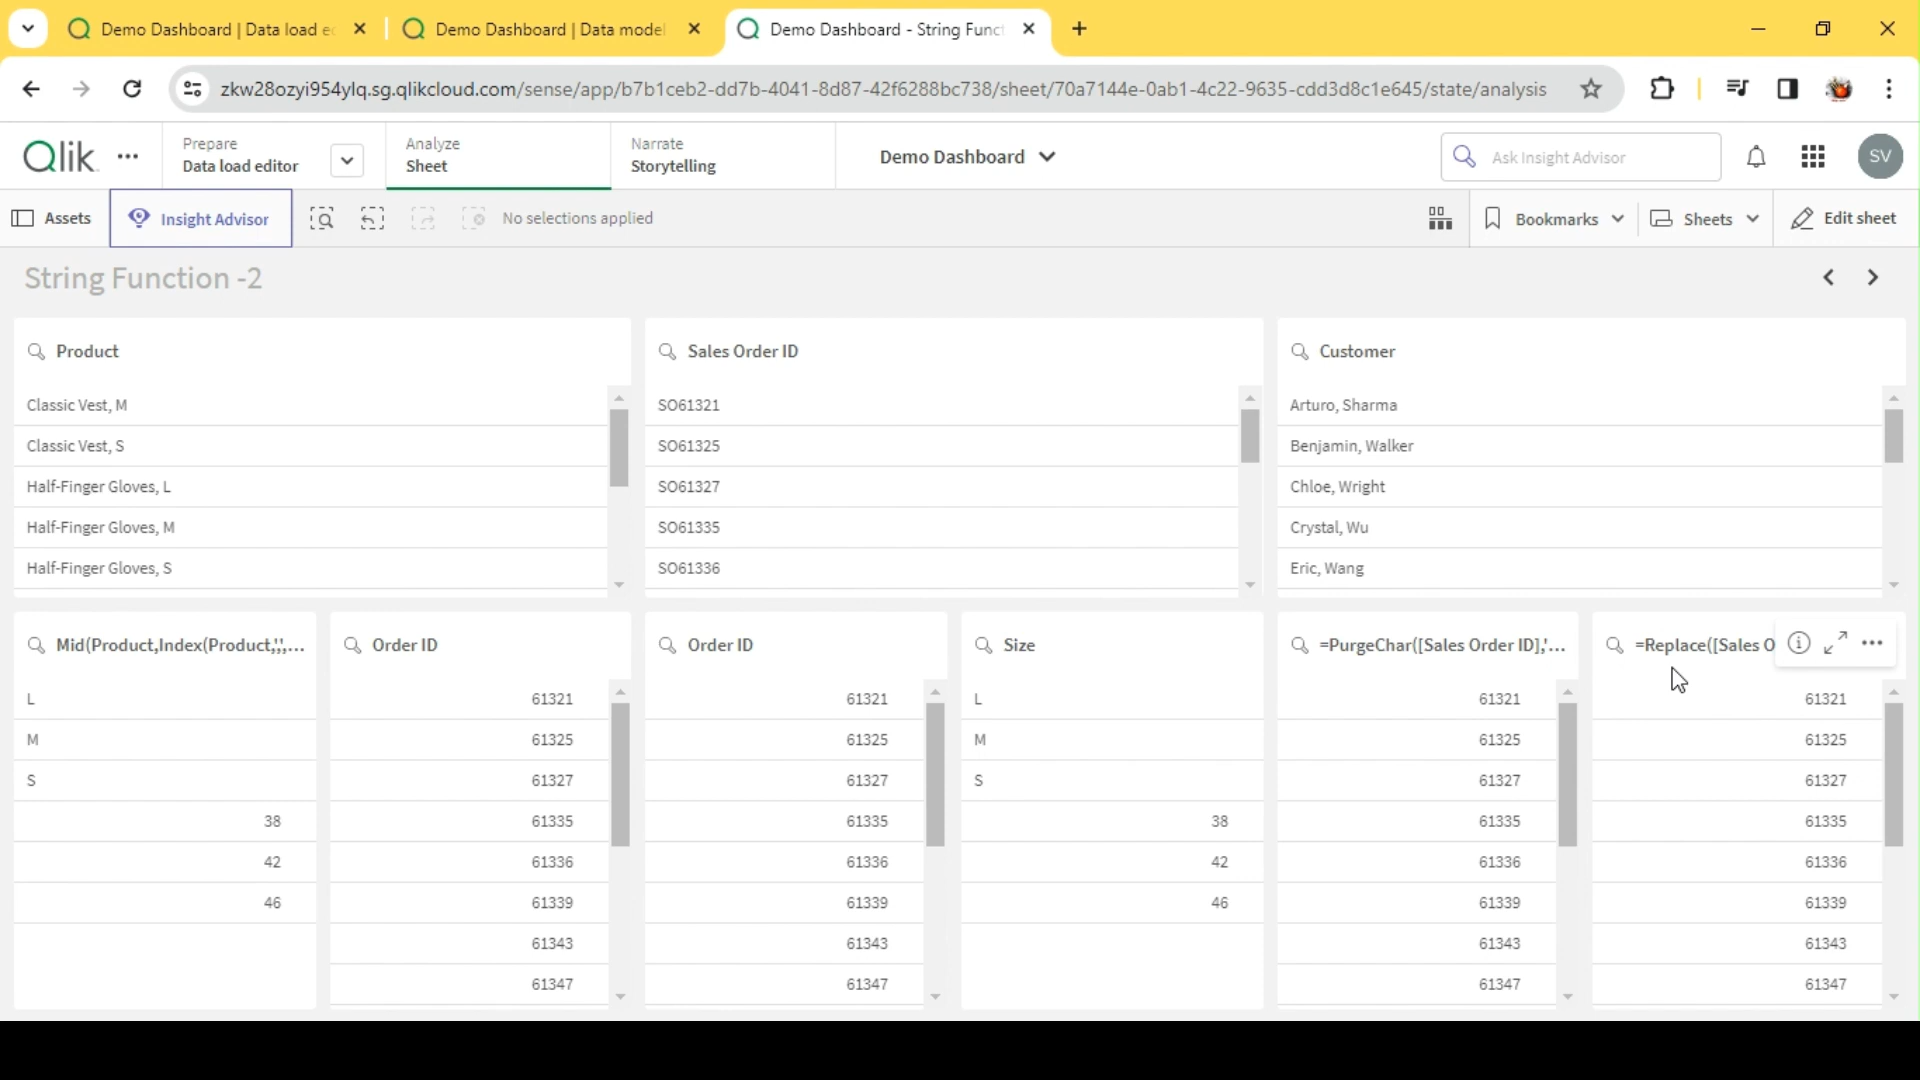 Demo Dashboard | Data load e
Demo Dashboard | Data model
Demo Dashboard - String Func
zkw28ozyi954ylq.sg.qlikcloud.com/sense/app/b7b1ceb2-dd7b-4041-8d87-42f6288bc738/sheet/70a7144e-0ab1-4c22-9635-cdd3d8c1e645/state/analysis
Qlik
Prepare
Data load editor
Analyze
Sheet
Narrate
Storytelling
Demo Dashboard
Ask Insight Advisor
SV
Assets
Insight Advisor
No selections applied
Bookmarks
Sheets
Edit sheet
String Function -2
Product
Classic Vest, M
Classic Vest, S
Half-Finger Gloves, L
Half-Finger Gloves, M
Half-Finger Gloves, S
Sales Order ID
SO61321
SO61325
SO61327
SO61335
SO61336
Customer
Arturo, Sharma
Benjamin, Walker
Chloe, Wright
Crystal, Wu
Eric, Wang
Mid(Product,Index(Product,',',...
L
M
S
38
42
46
Order ID
61321
61325
61327
61335
61336
61339
61343
61347
Order ID
61321
61325
61327
61335
61336
61339
61343
61347
Size
L
M
S
38
42
46
=PurgeChar([Sales Order ID],'...
61321
61325
61327
61335
61336
61339
61343
61347
=Replace([Sales O
61321
61325
61327
61335
61336
61339
61343
61347